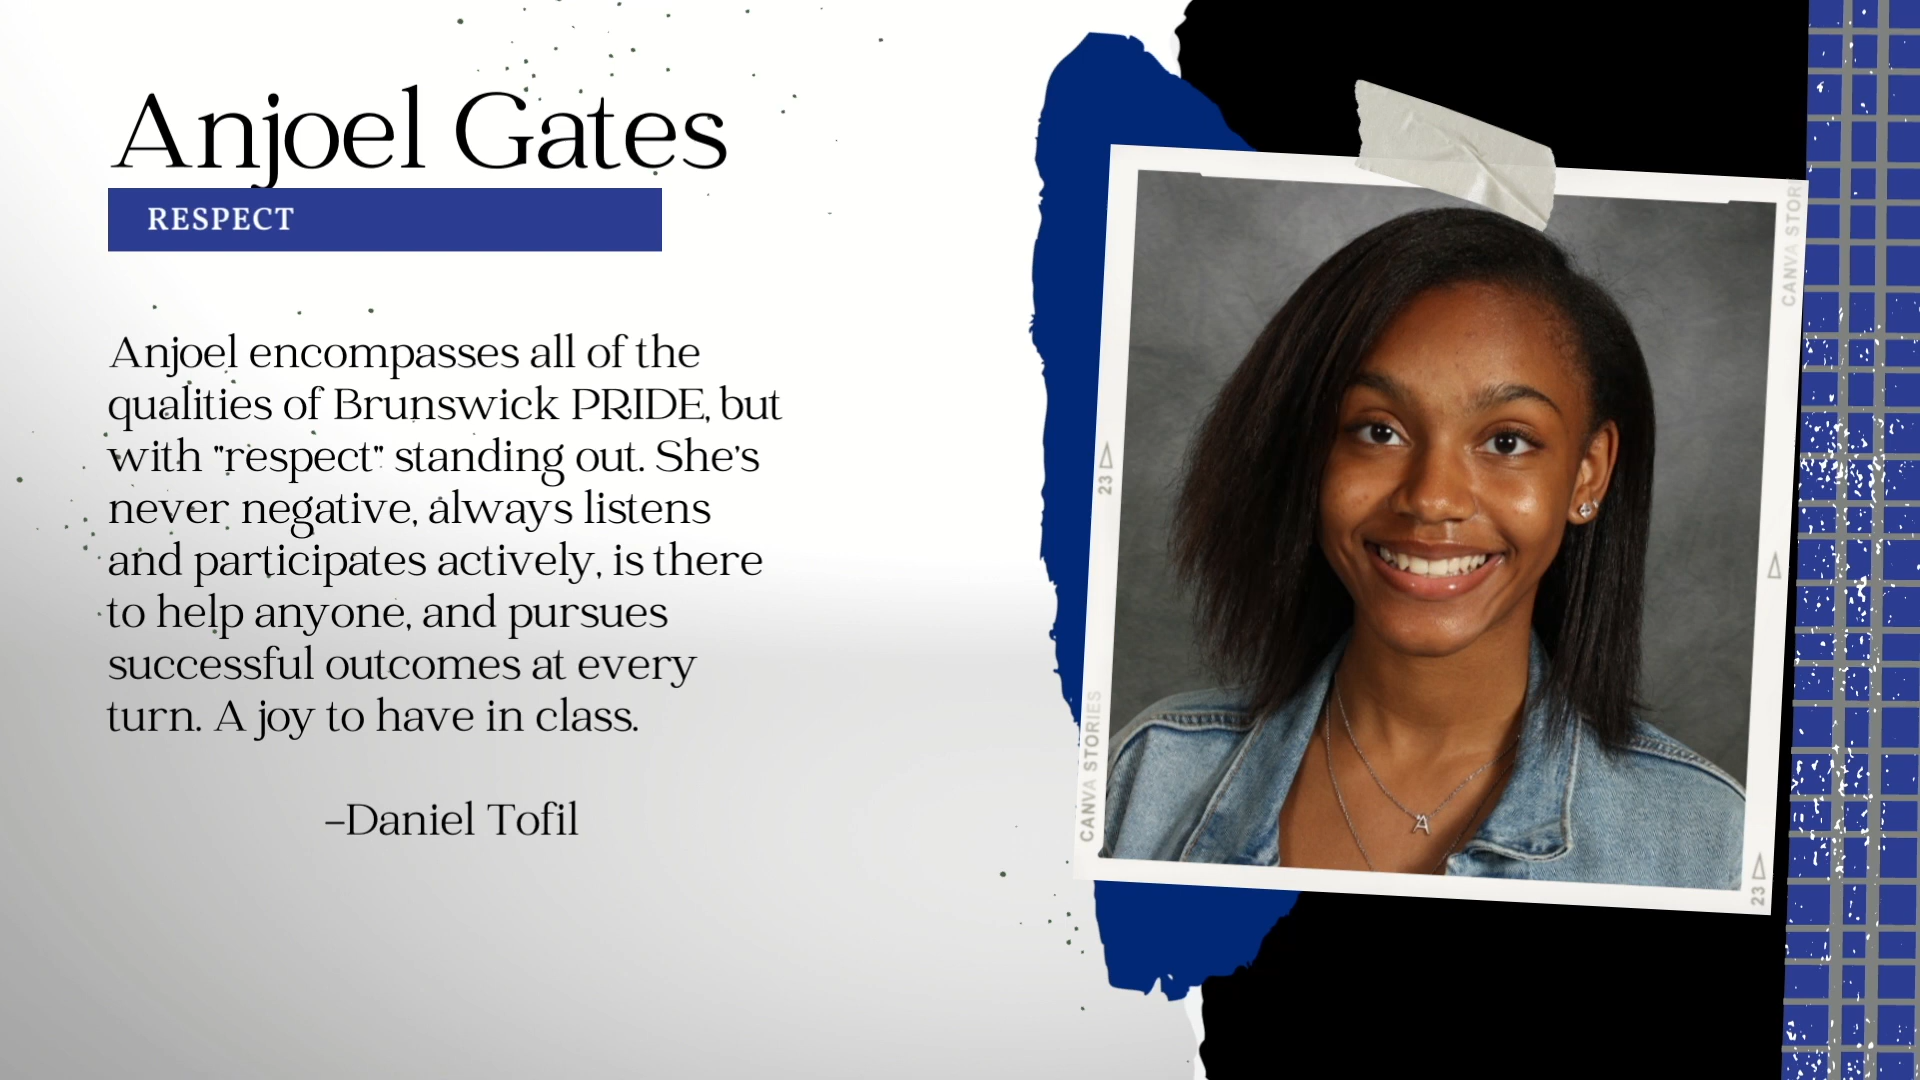 Anjoel Gates
RESPECT
Anjoel encompasses all of the
qualities of Brunswick PRIDE, but
with "respect" standing out. She's
never negative, always listens
and participates actively, is there
to help anyone, and pursues
successful outcomes at every
turn. A joy to have in class.
-Daniel Tofil
CANVA STORIES
23
CANVA STOR
23
A